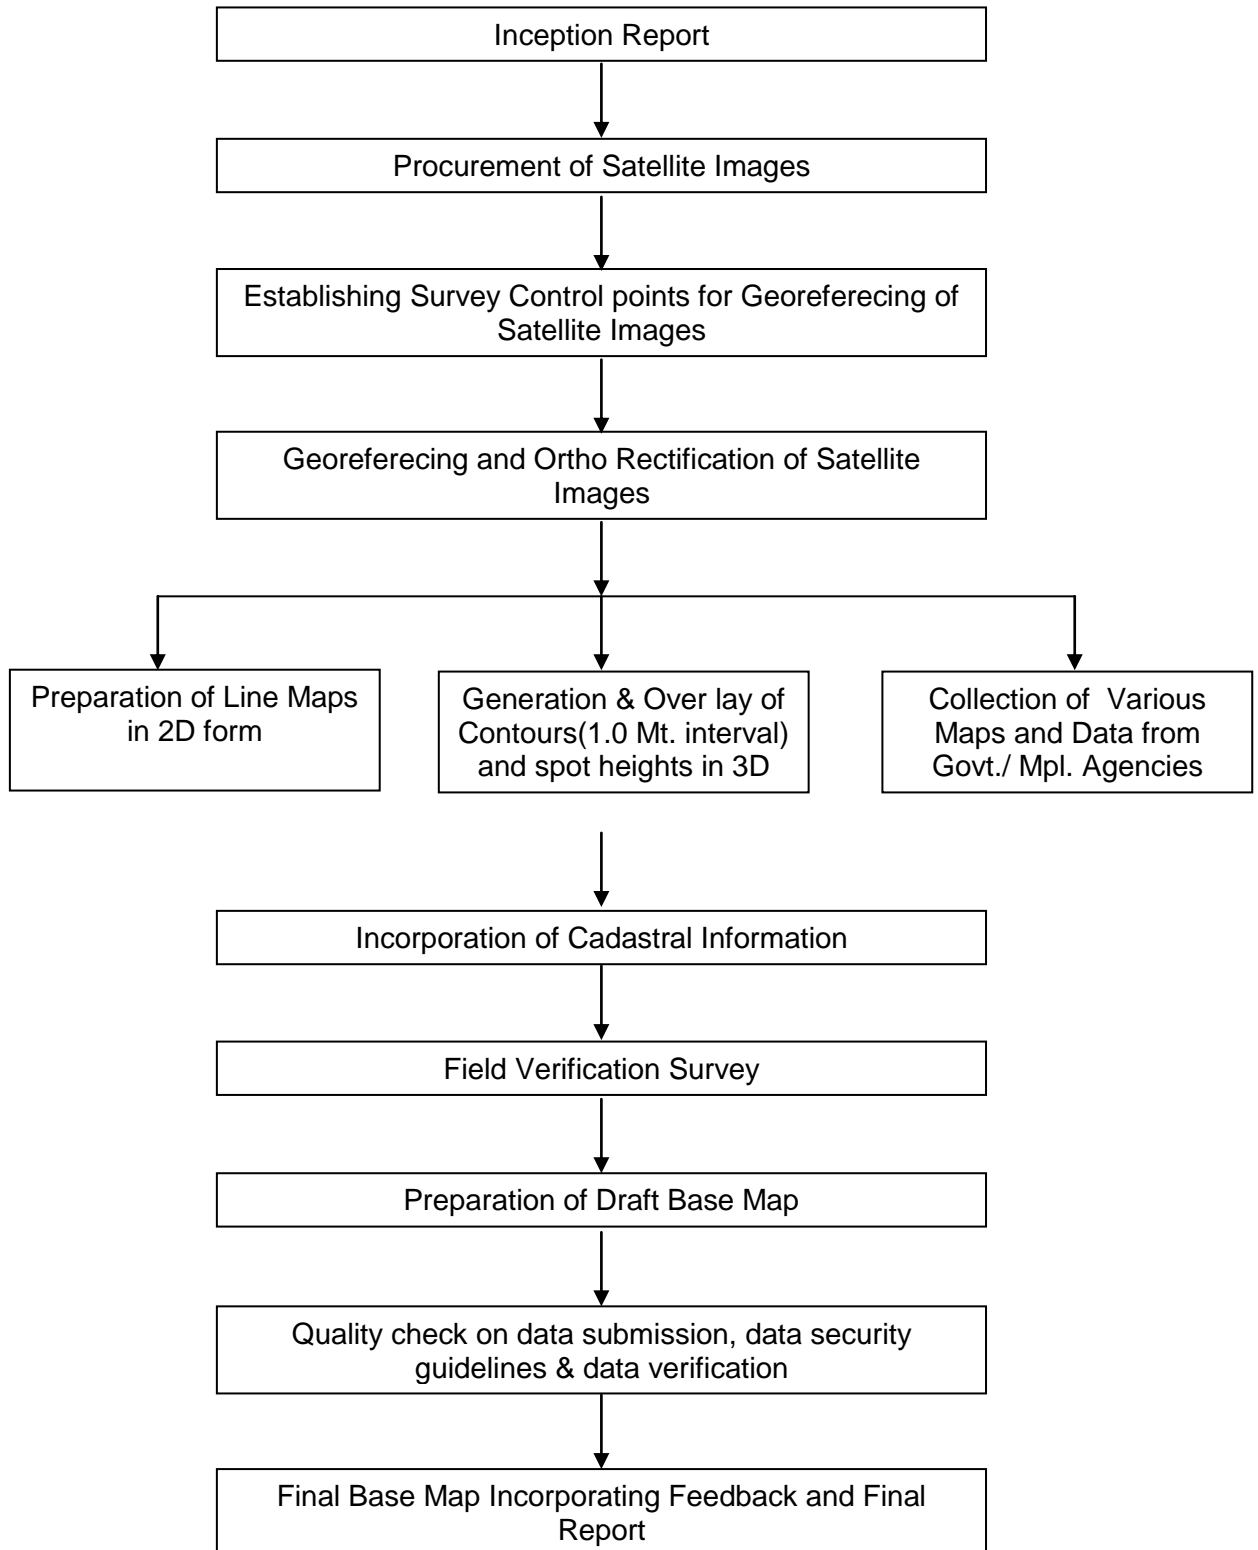 Inception Report
Procurement of Satellite Images
Establishing Survey Control points for Georeferecing of
Satellite Images
Georeferecing and Ortho Rectification of Satellite
Images
Preparation of Line Maps
in 2D form
Generation & Over lay of
Contours(1.0 Mt. interval)
and spot heights in 3D
Collection of  Various
Maps and Data from
Govt./ Mpl. Agencies
Incorporation of Cadastral Information
Field Verification Survey
Preparation of Draft Base Map
Quality check on data submission, data security
guidelines & data verification
Final Base Map Incorporating Feedback and Final
Report